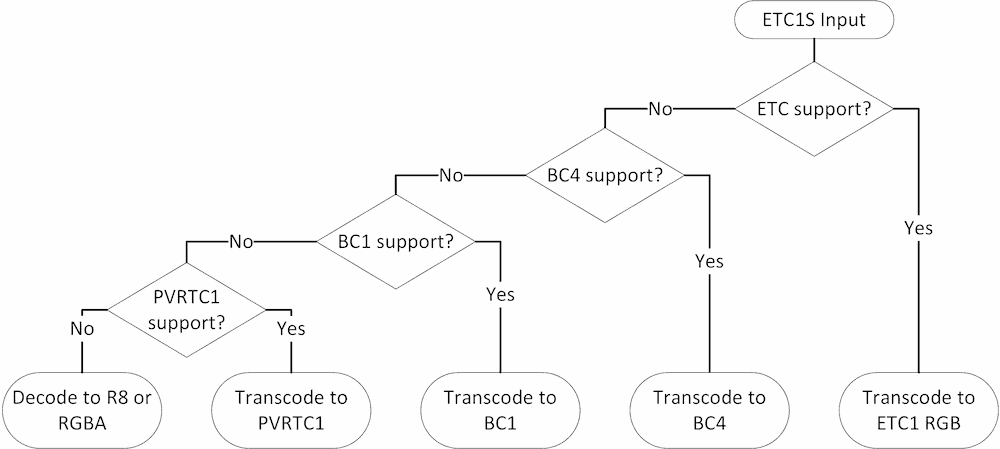 ETC1S Input
ETC support?
No
BC4 support?
No
Yes
BC1 support?
No
Yes
PVRTC1
support?
Yes
No
Yes
Decode to R8 or
RGBA
Transcode to
PVRTC1
Transcode to
BC1
Transcode to
BC4
Transcode to
ETC1 RGB